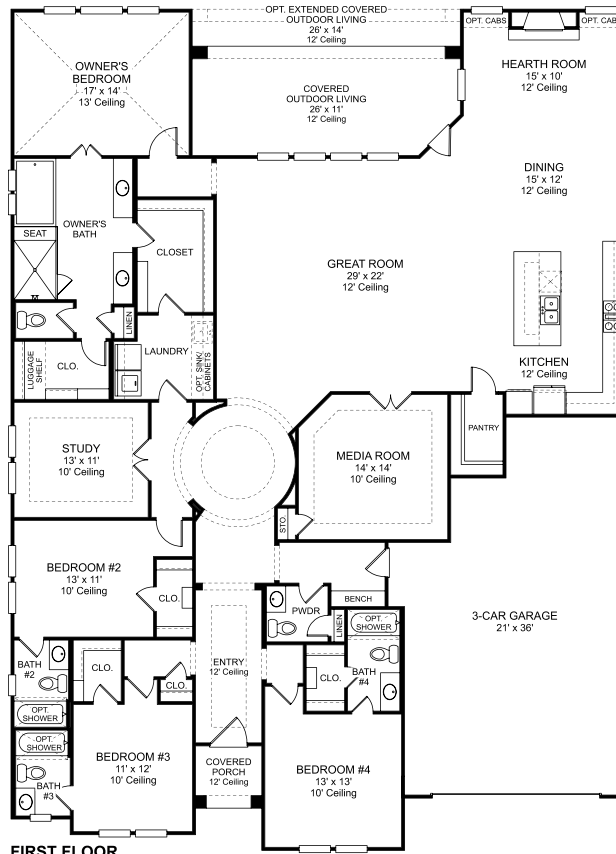 OPT. EXTENDED COVERED
OUTDOOR LIVING
26' x 14'
12' Ceiling
OPT. CABS
OPT. CAB
OWNER'S
BEDROOM
17' x 14'
13' Ceiling
COVERED
OUTDOOR LIVING
26' x 11'
12' Ceiling
HEARTH ROOM
15' x 10'
12' Ceiling
DINING
15' x 12'
12' Ceiling
OWNER'S
BATH
SEAT
CLOSET
GREAT ROOM
29' x 22'
12' Ceiling
LINEN
LAUNDRY
OPT. SINK/
CABINETS
LUGGAGE
SHELF
CLO.
KITCHEN
12' Ceiling
PANTRY
STUDY
13' x 11'
10' Ceiling
MEDIA ROOM
14' x 14'
10' Ceiling
STO.
BEDROOM #2
13' x 11'
10' Ceiling
CLO.
BENCH
PWDR
LINEN
OPT.
SHOWER
3-CAR GARAGE
21' x 36'
BATH
#2
CLO.
CLO.
ENTRY
12' Ceiling
CLO.
BATH
#4
OPT.
SHOWER
OPT.
SHOWER
BEDROOM #3
11' x 12'
10' Ceiling
COVERED
PORCH
12' Ceiling
BEDROOM #4
13' x 13'
10' Ceiling
BATH
#3
FIRST FLOOR